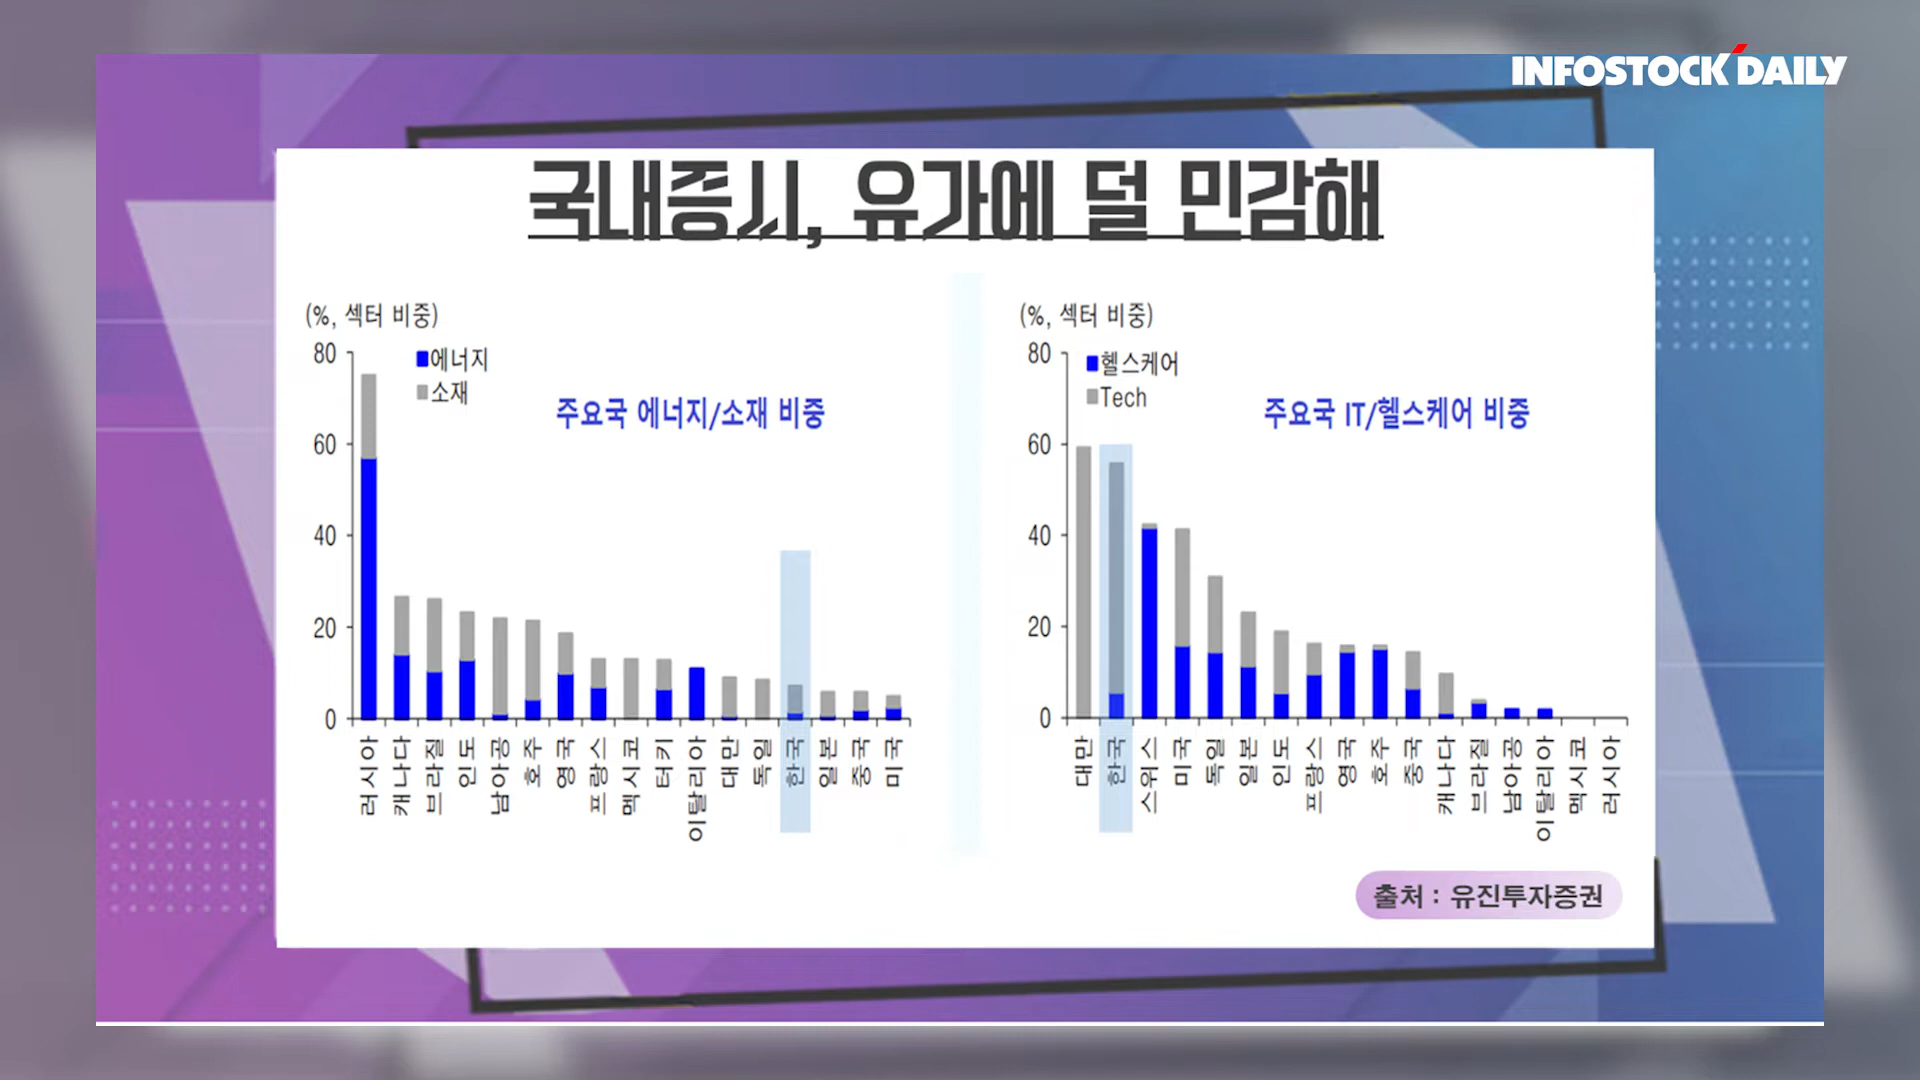 INFOSTOCK DAILY
국내증시, 유가에 덜 민감해
(%, 섹터 비중)
80
60
40
20
0
에너지
소재
주요국 에너지/소재 비중
러시아
캐나다
브라질
인도
남아공
호주
영국
프랑스
멕시코
터키
이탈리아
대만
독일
한국
일본
중국
미국
(%, 섹터 비중)
80
60
40
20
0
헬스케어
Tech
주요국 IT/헬스케어 비중
대만
한국
스위스
미국
독일
일본
인도
프랑스
영국
호주
중국
캐나다
브라질
남아공
이탈리아
멕시코
러시아
출처 : 유진투자증권